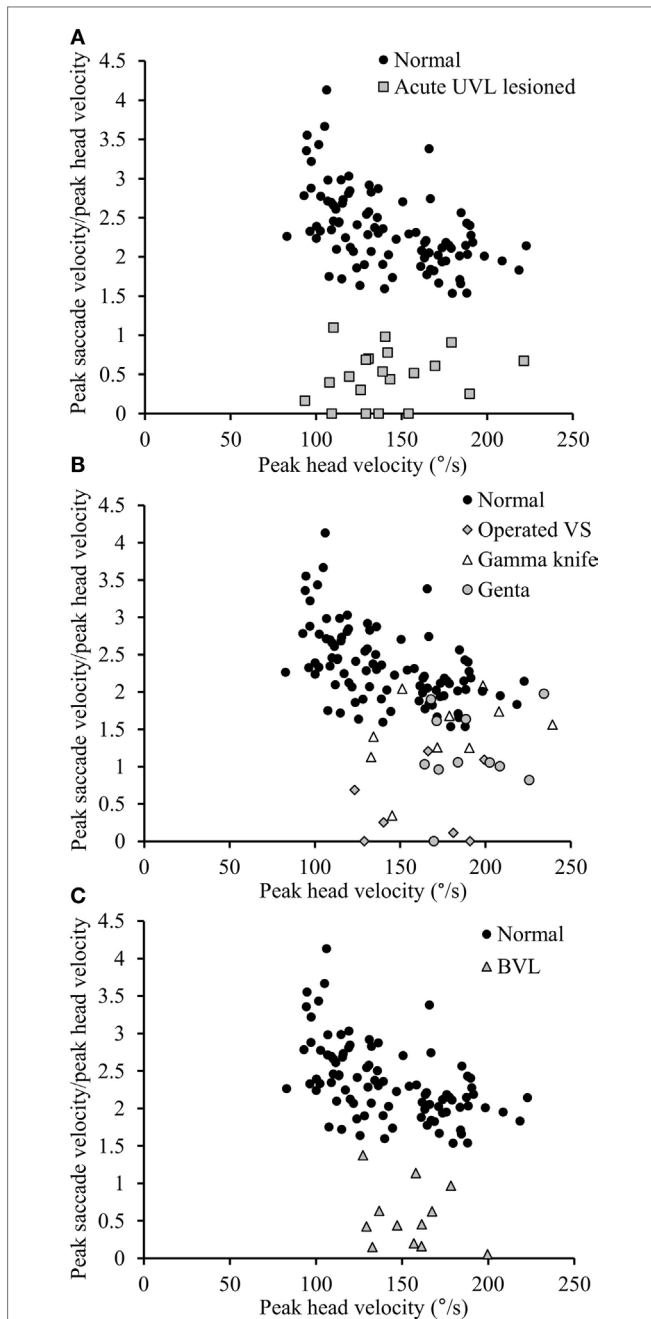 A
Normal
Acute UVL lesioned
4.5
4
3.5
3
2.5
2
1.5
1
0.5
0
Peak saccade velocity/peak head velocity
0 50 100 150 200 250
Peak head velocity (°/s)
B
Normal
Operated VS
Gamma knife
Genta
4.5
4
3.5
3
2.5
2
1.5
1
0.5
0
Peak saccade velocity/peak head velocity
0 50 100 150 200 250
Peak head velocity (°/s)
C
Normal
BVL
4.5
4
3.5
3
2.5
2
1.5
1
0.5
0
Peak saccade velocity/peak head velocity
0 50 100 150 200 250
Peak head velocity (°/s)